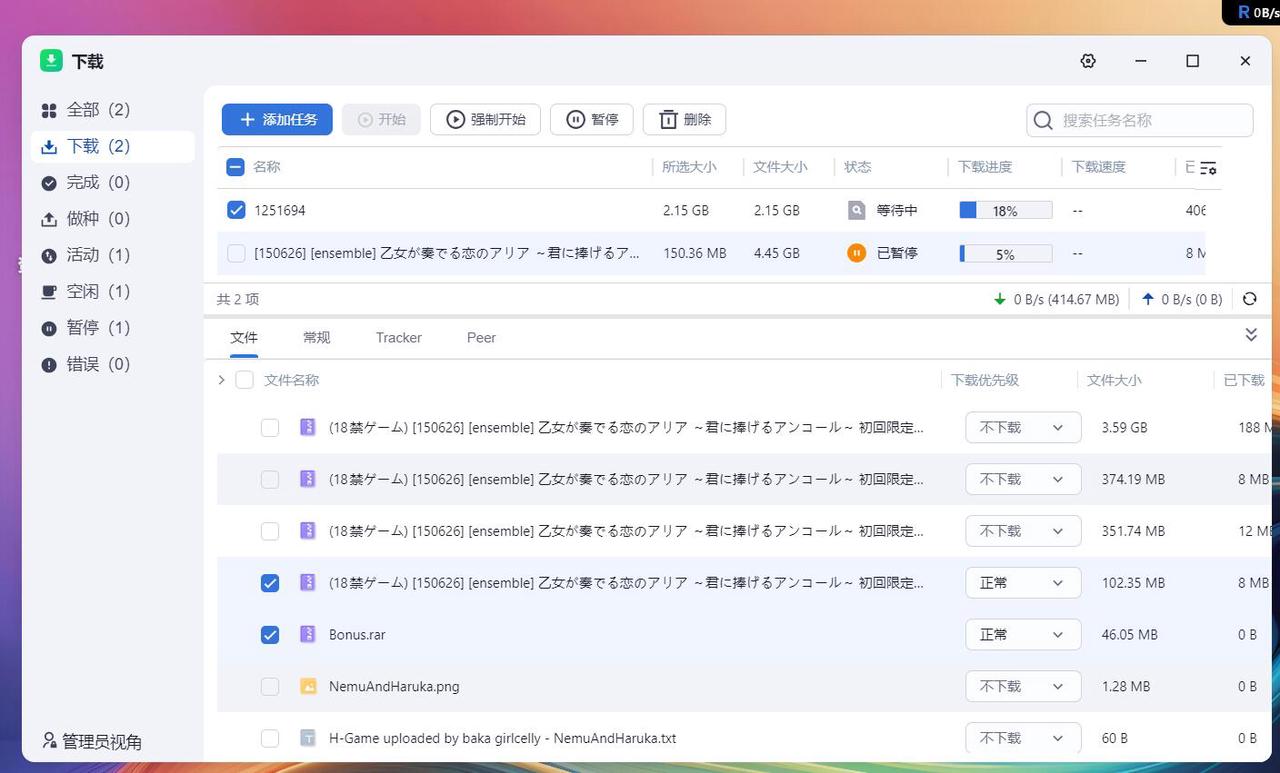 R 0B/s
下载
全部 (2)
下载 (2)
完成 (0)
做种 (0)
活动 (1)
空闲 (1)
暂停 (1)
错误 (0)
管理员视角
添加任务 开始 强制开始 暂停 删除 搜索任务名称
名称 所选大小 文件大小 状态 下载进度 下载速度
1251694 2.15 GB 2.15 GB 等待中 18% -- 406
[150626] [ensemble] 乙女が奏でる恋のアリア ～君に捧げるア... 150.36 MB 4.45 GB 已暂停 5% -- 8 M
共 2 项 0 B/s (414.67 MB) 0 B/s (0 B)
文件 常规 Tracker Peer
文件名称 下载优先级 文件大小 已下载
(18禁ゲーム) [150626] [ensemble] 乙女が奏でる恋のアリア ～君に捧げるアンコール～ 初回限定... 不下载 3.59 GB 188 M
(18禁ゲーム) [150626] [ensemble] 乙女が奏でる恋のアリア ～君に捧げるアンコール～ 初回限定... 不下载 374.19 MB 8 MB
(18禁ゲーム) [150626] [ensemble] 乙女が奏でる恋のアリア ～君に捧げるアンコール～ 初回限定... 不下载 351.74 MB 12 MB
(18禁ゲーム) [150626] [ensemble] 乙女が奏でる恋のアリア ～君に捧げるアンコール～ 初回限定... 正常 102.35 MB 8 MB
Bonus.rar 正常 46.05 MB 0 B
NemuAndHaruka.png 不下载 1.28 MB 0 B
H-Game uploaded by baka girlcelly - NemuAndHaruka.txt 不下载 60 B 0 B